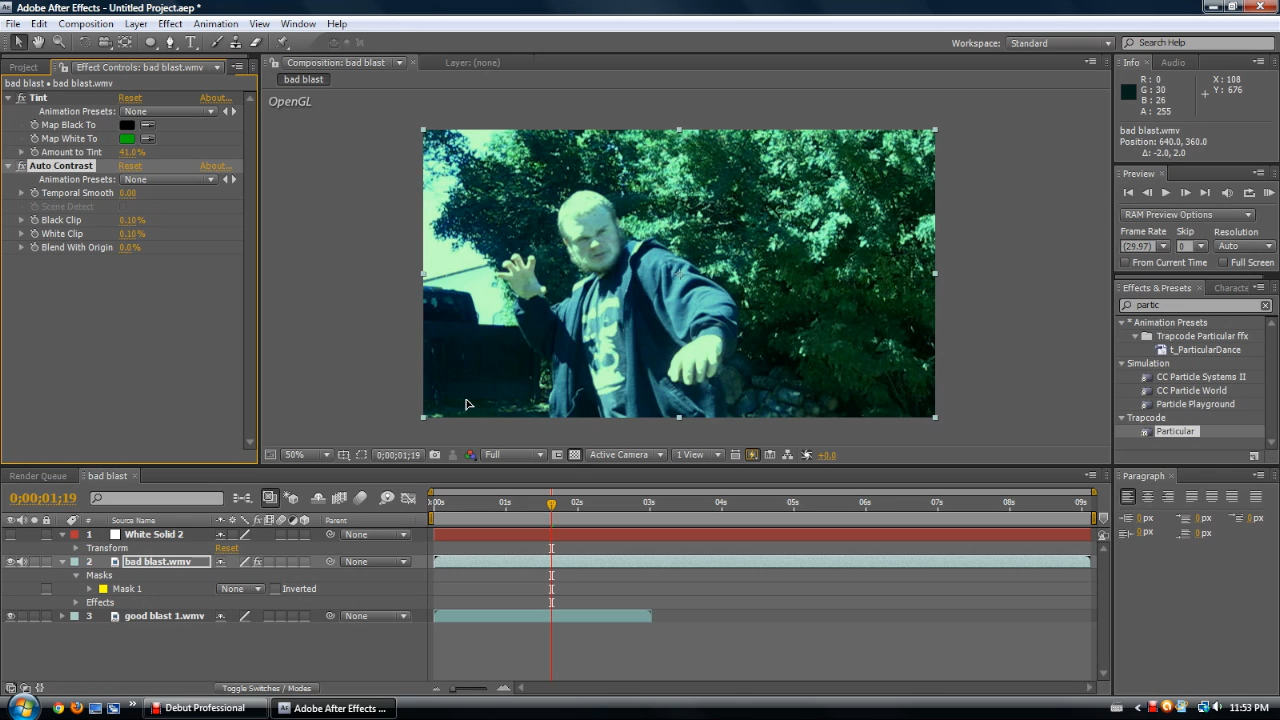 Adobe After Effects - Untitled Project.aep *
File Edit Composition Layer Effect Animation View Window Help
Workspace: Standard Search Help
Project Effect Controls: bad blast.wmv
bad blast • bad blast.wmv
Tint Reset About...
Animation Presets: None
Map Black To
Map White To
Amount to Tint 41.0%
Auto Contrast Reset About...
Animation Presets: None
Temporal Smooth 0.00
Scene Detect
Black Clip 0.10%
White Clip 0.10%
Blend With Origin 0.0%
Composition: bad blast Layer: (none)
bad blast
OpenGL
50% 0;00;01;19 Full Active Camera 1 View +0.0
Info Audio
R: 0
G: 30
B: 26
A: 255
X: 108
Y: 676
bad blast.wmv
Position: 640.0, 360.0
Δ: -2.0, 2.0
Preview
RAM Preview Options
Frame Rate Skip Resolution
(29.97) 0 Auto
From Current Time Full Screen
Effects & Presets Characte
partic
* Animation Presets
Trapcode Particular ffx
t_ParticularDance
Simulation
CC Particle Systems II
CC Particle World
Particle Playground
Trapcode
Particular
Render Queue bad blast
0;00;01;19
# Source Name Parent
1 White Solid 2 None
Transform Reset
2 bad blast.wmv None
Masks
Mask 1 None Inverted
Effects
3 good blast 1.wmv None
Toggle Switches / Modes
:00s 01s 02s 03s 04s 05s 06s 07s 08s 09s
Paragraph
0 px 0 px 0 px
0 px 0 px
Debut Professional Adobe After Effects ... 11:53 PM